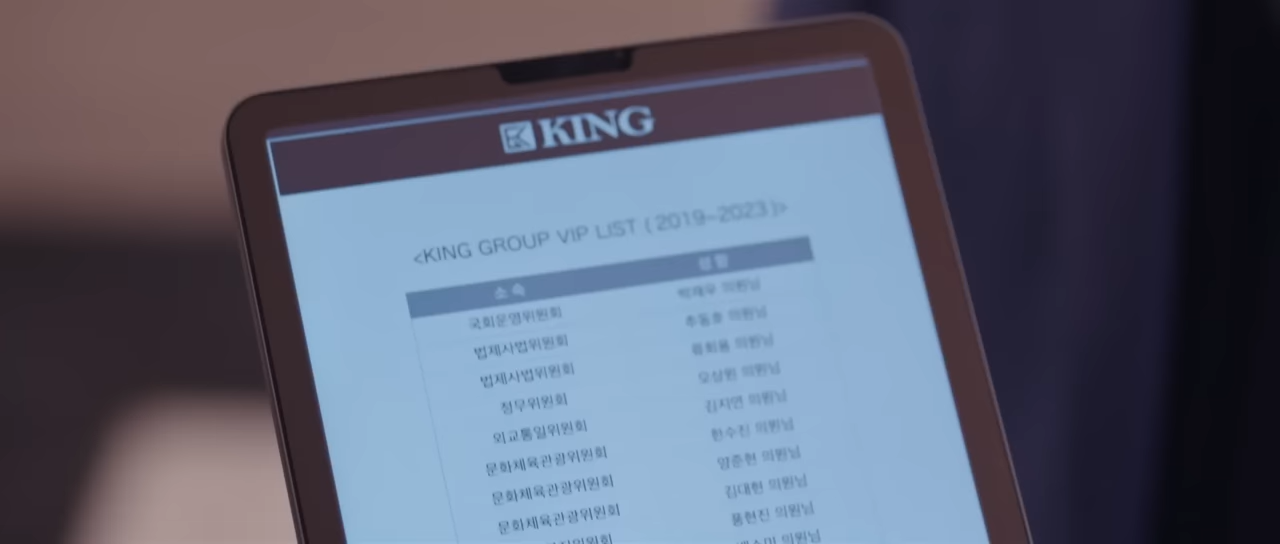 KING
<KING GROUP VIP LIST (2019-2023)>
소속 성함
국회운영위원회 박재우 의원님
법제사법위원회 추동호 의원님
법제사법위원회 의원님
정무위원회 오상원 의원님
외교통일위원회 김지연 의원님
문화체육관광위원회 한수진 의원님
문화체육관광위원회 양준현 의원님
문화체육관광위원회 김대현 의원님
의원님